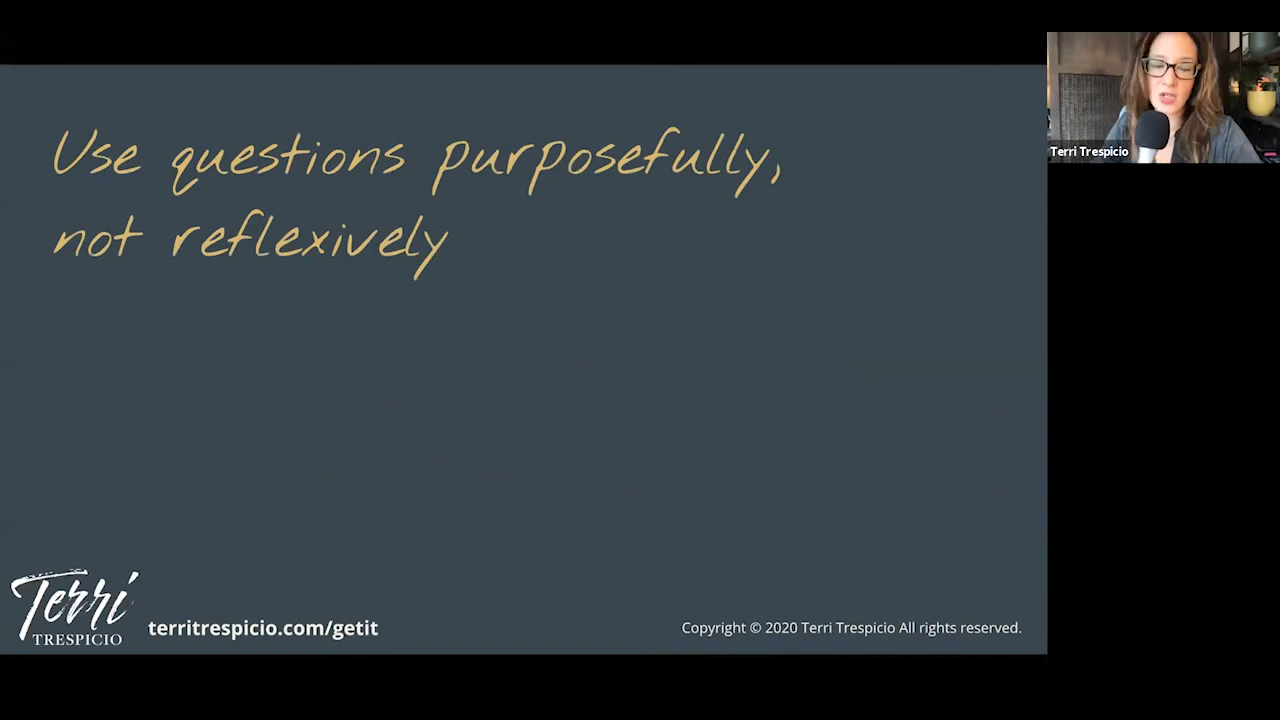 Use questions purposefully,
not reflexively
Terri Trespicio
Terri
TRESPICIO
territrespicio.com/getit
Copyright © 2020 Terri Trespicio All rights reserved.